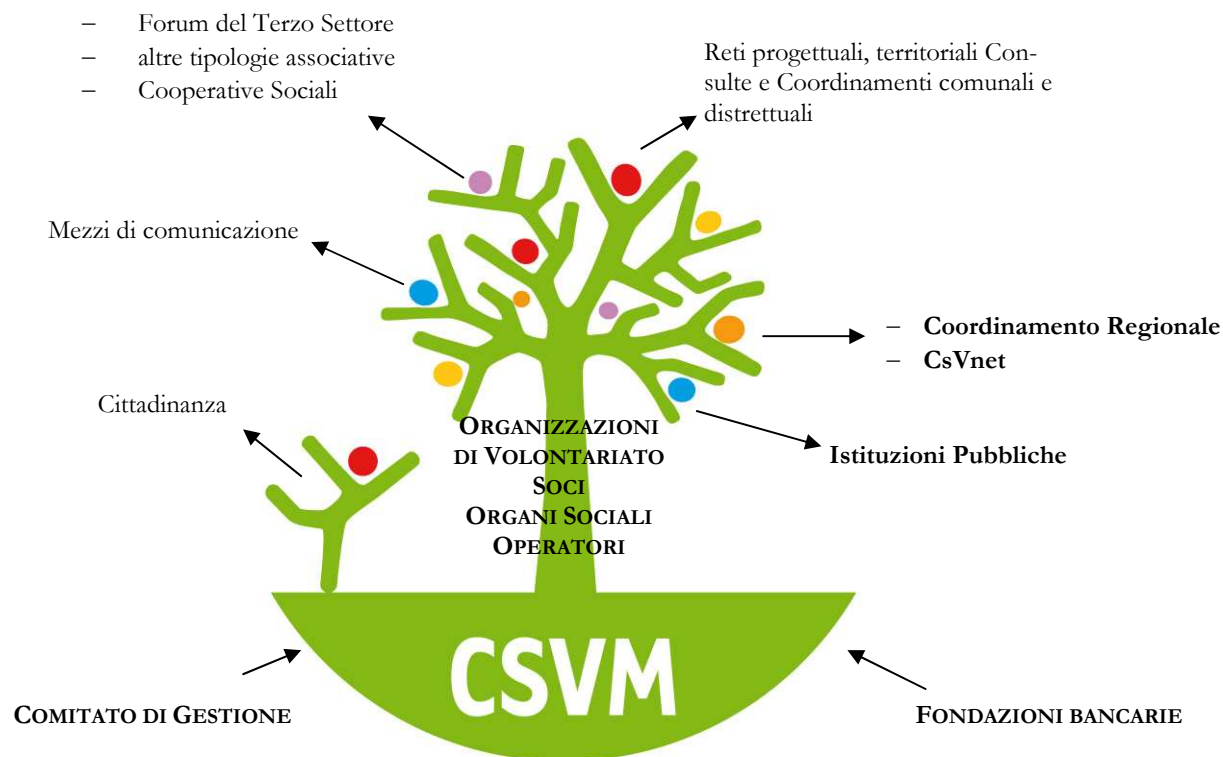 – Forum del Terzo Settore
– altre tipologie associative
– Cooperative Sociali
Reti progettuali, territoriali Con-
sulte e Coordinamenti comunali e
distrettuali
Mezzi di comunicazione
– Coordinamento Regionale
– CsVnet
Cittadinanza
Istituzioni Pubbliche
ORGANIZZAZIONI
DI VOLONTARIATO
SOCI
ORGANI SOCIALI
OPERATORI
CSVM
COMITATO DI GESTIONE
FONDAZIONI BANCARIE